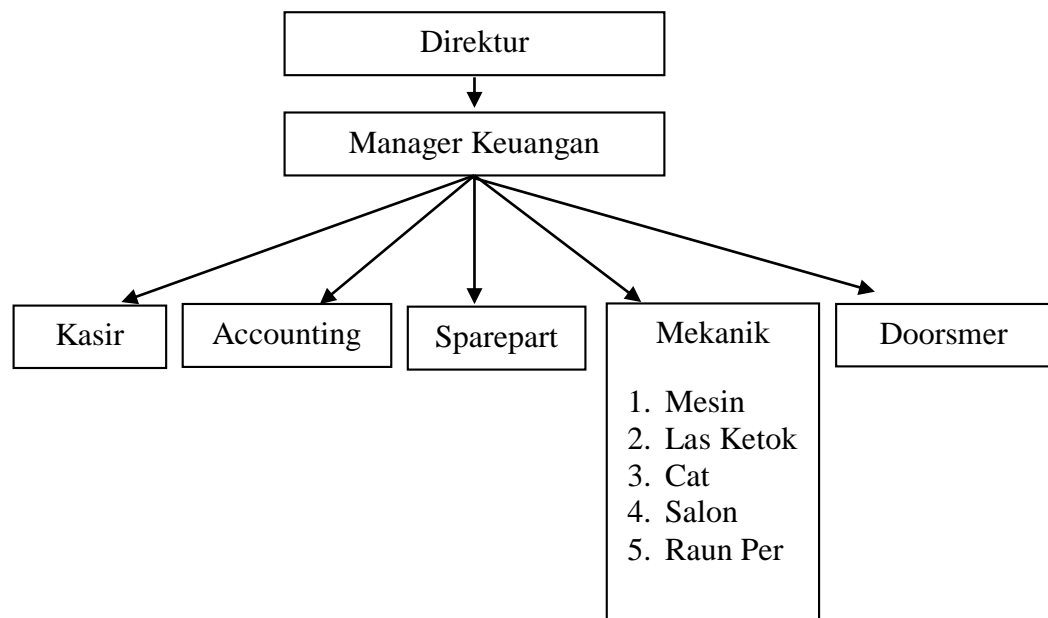 Direktur
Manager Keuangan
Kasir
Accounting
Sparepart
Mekanik
1. Mesin
2. Las Ketok
3. Cat
4. Salon
5. Raun Per
Doorsmer